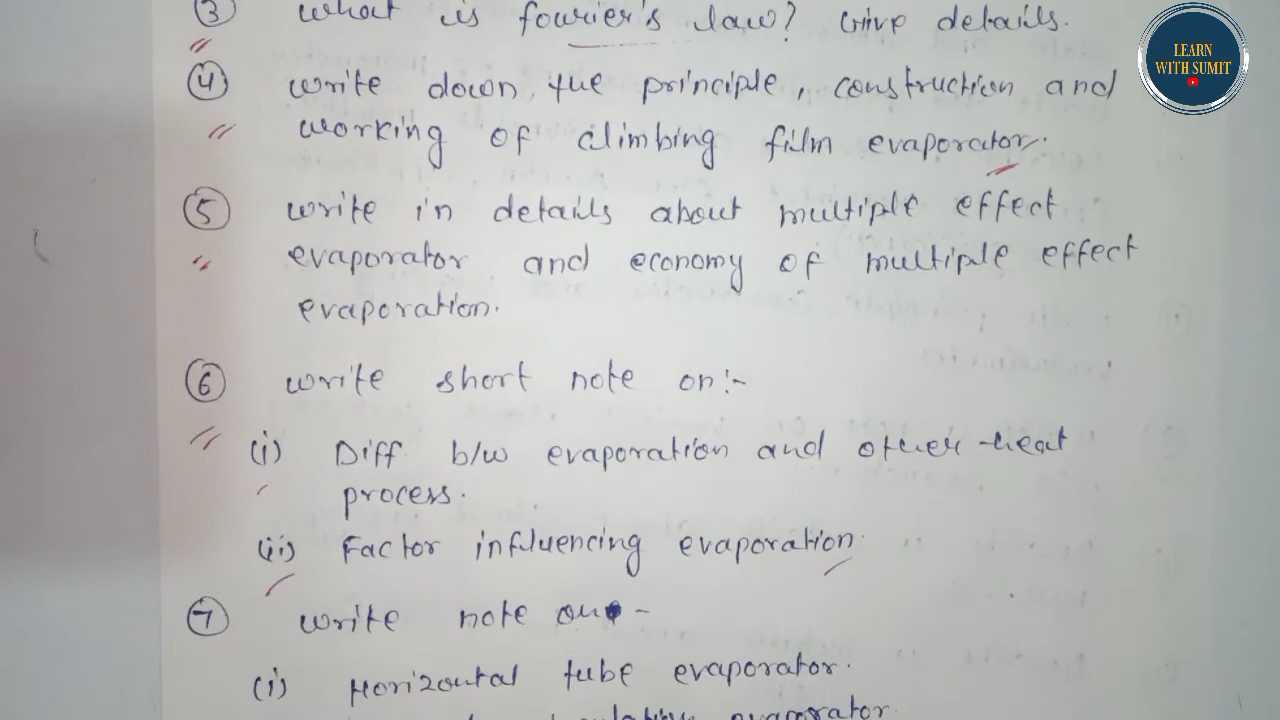 ③ What is fourier's law? Give details.
④ Write down the principle, construction and
working of climbing film evaporator.
⑤ Write in details about multiple effect
evaporator and economy of multiple effect
evaporation.
⑥ Write short note on:-
(i) Diff b/w evaporation and other heat
process.
(ii) Factor influencing evaporation.
⑦ Write note on -
(i) Horizontal tube evaporator.
evaporator.
LEARN
WITH SUMIT